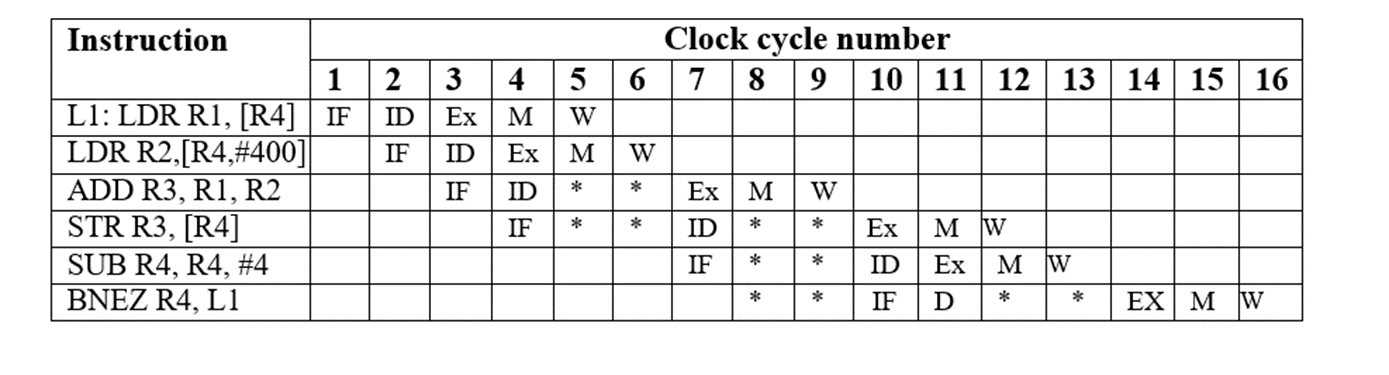 Instruction Clock cycle number
1 2 3 4 5 6 7 8 9 10 11 12 13 14 15 16
L1: LDR R1, [R4] IF ID Ex M W
LDR R2,[R4,#400] IF ID Ex M W
ADD R3, R1, R2 IF ID * * Ex M W
STR R3, [R4] IF * * ID * * Ex M W
SUB R4, R4, #4 IF * * ID Ex M W
BNEZ R4, L1 * * IF D * * EX M W